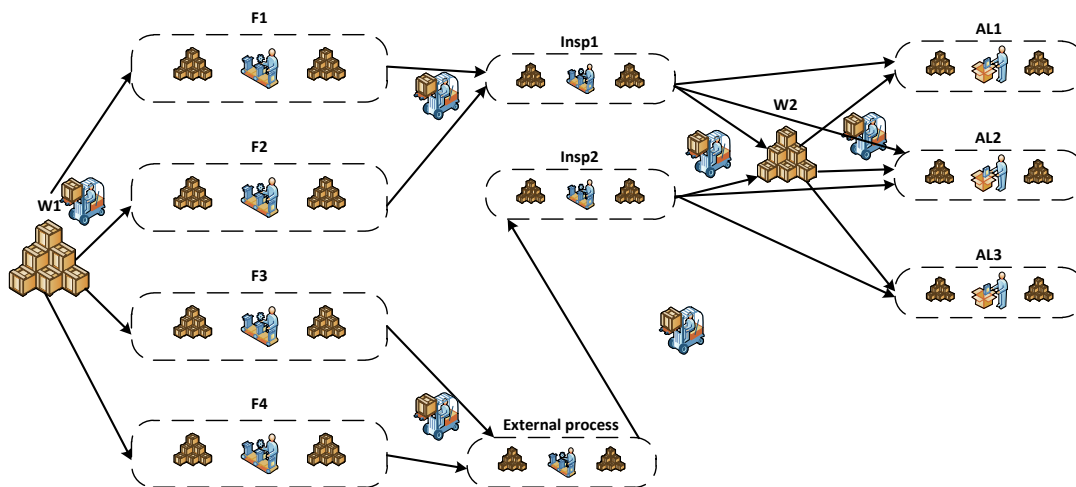 F1
Insp1
AL1
W2
F2
Insp2
AL2
W1
F3
AL3
F4
External process